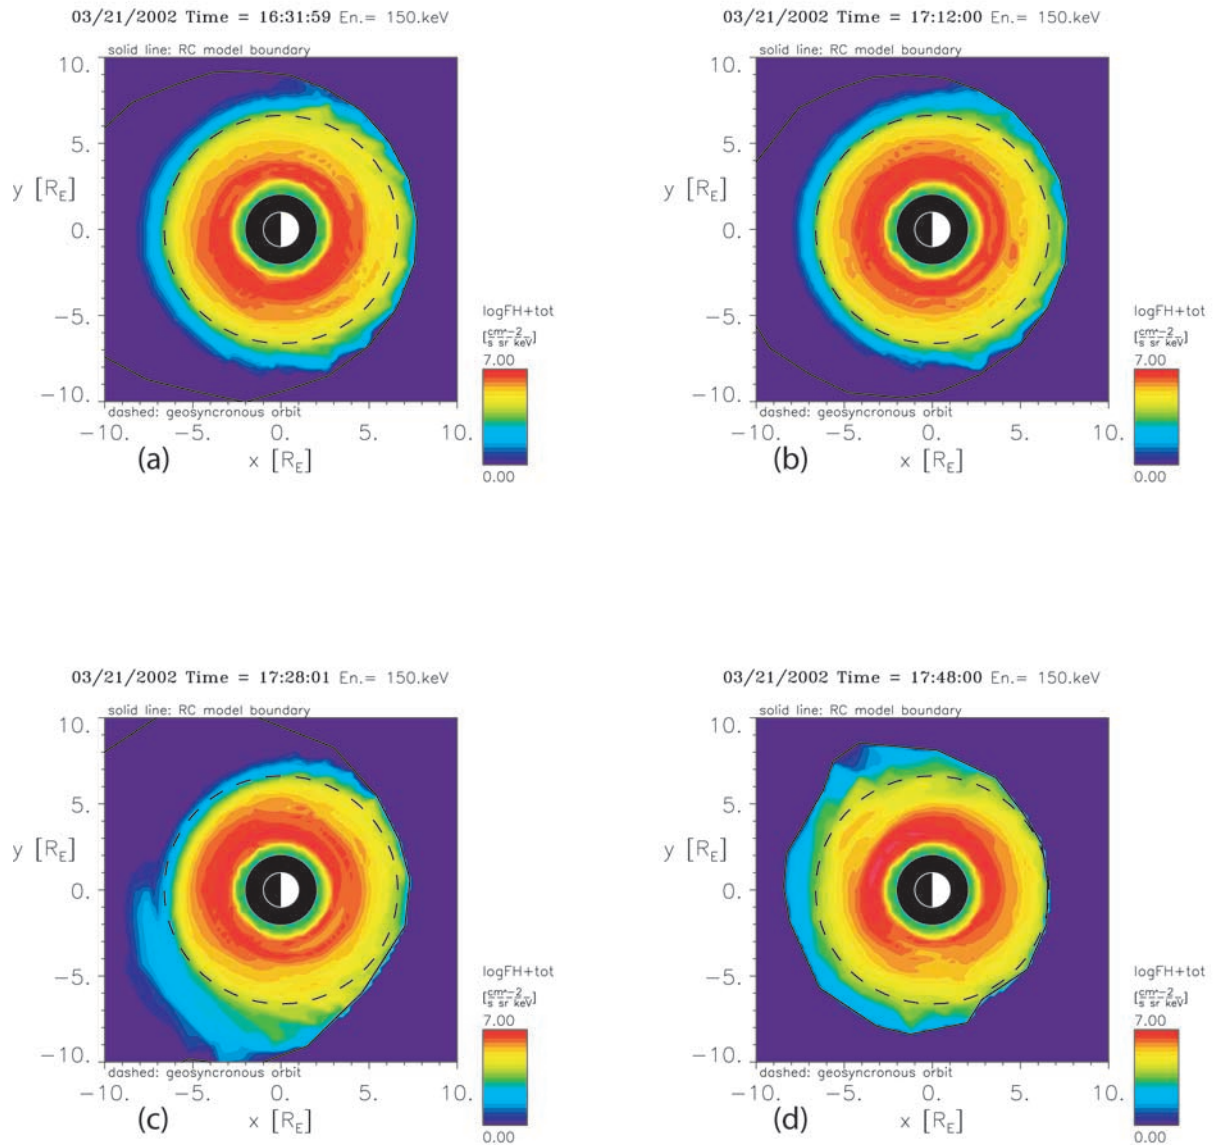 03/21/2002 Time = 16:31:59 En.= 150.keV
solid line: RC model boundary
10.
5.
y [R_E]
0.
-5.
-10.
dashed: geosyncronous orbit
-10. -5. 0. 5. 10.
(a) x [R_E]
logFH+tot
[cm^-2 / s sr keV]
7.00
0.00
03/21/2002 Time = 17:12:00 En.= 150.keV
solid line: RC model boundary
10.
5.
y [R_E]
0.
-5.
-10.
dashed: geosyncronous orbit
-10. -5. 0. 5. 10.
(b) x [R_E]
logFH+tot
[cm^-2 / s sr keV]
7.00
0.00
03/21/2002 Time = 17:28:01 En.= 150.keV
solid line: RC model boundary
10.
5.
y [R_E]
0.
-5.
-10.
dashed: geosyncronous orbit
-10. -5. 0. 5. 10.
(c) x [R_E]
logFH+tot
[cm^-2 / s sr keV]
7.00
0.00
03/21/2002 Time = 17:48:00 En.= 150.keV
solid line: RC model boundary
10.
5.
y [R_E]
0.
-5.
-10.
dashed: geosyncronous orbit
-10. -5. 0. 5. 10.
(d) x [R_E]
logFH+tot
[cm^-2 / s sr keV]
7.00
0.00